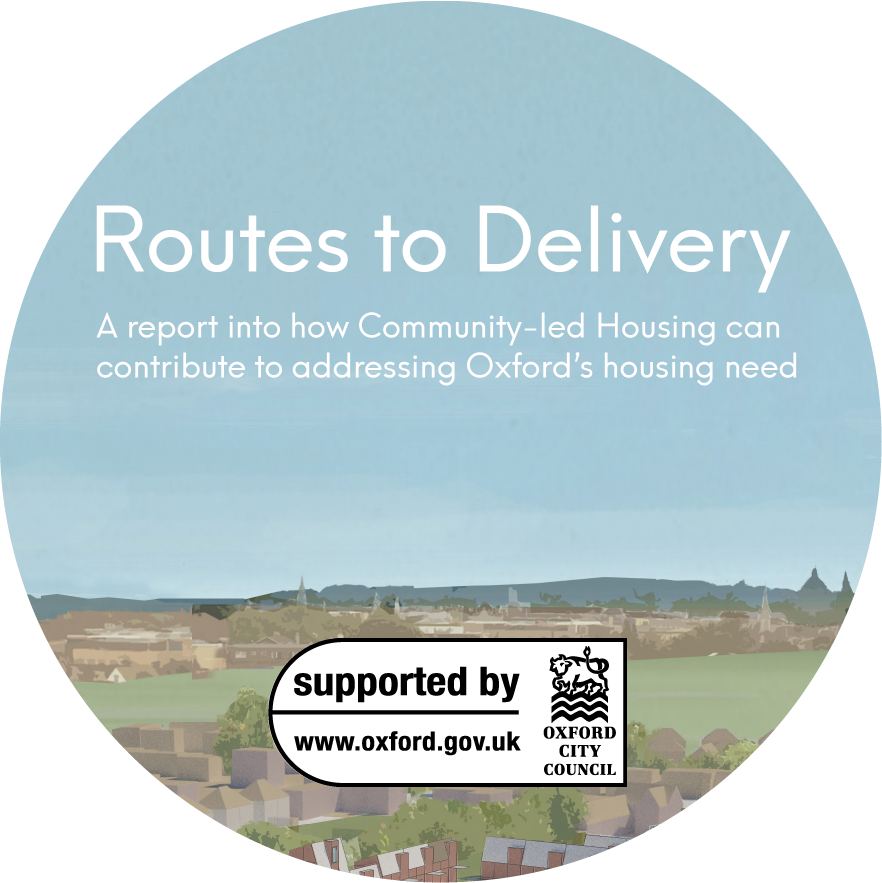 Routes to Delivery
A report into how Community-led Housing can
contribute to addressing Oxford's housing need
supported by
www.oxford.gov.uk
OXFORD
CITY
COUNCIL